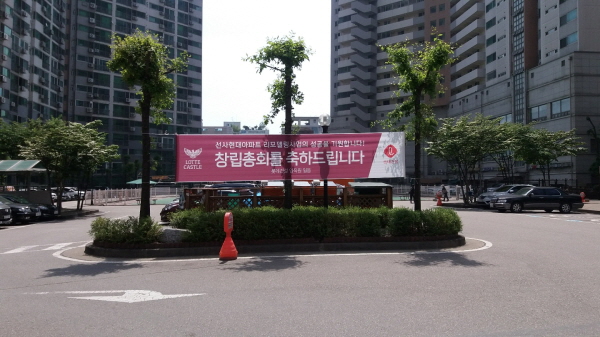 선사현대아파트 리모델링사업의 성공을 기원합니다!
LOTTE
CASTLE
창립총회를 축하드립니다